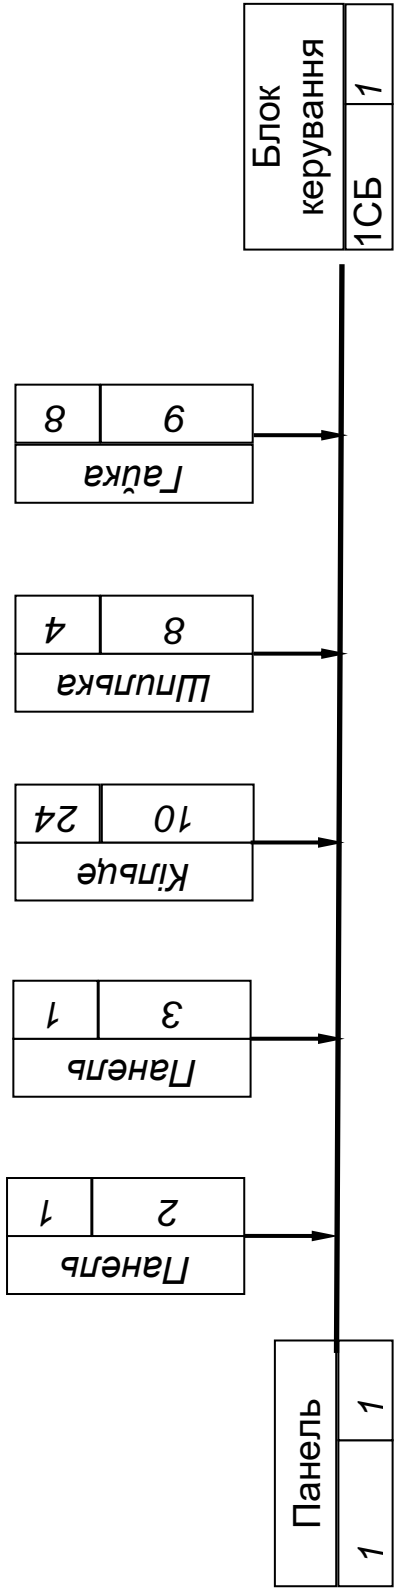 Блок
керування
1СБ 1
8 9
Гайка
4 8
Шпилька
24 10
Кільце
1 3
Панель
1 2
Панель
Панель
1 1